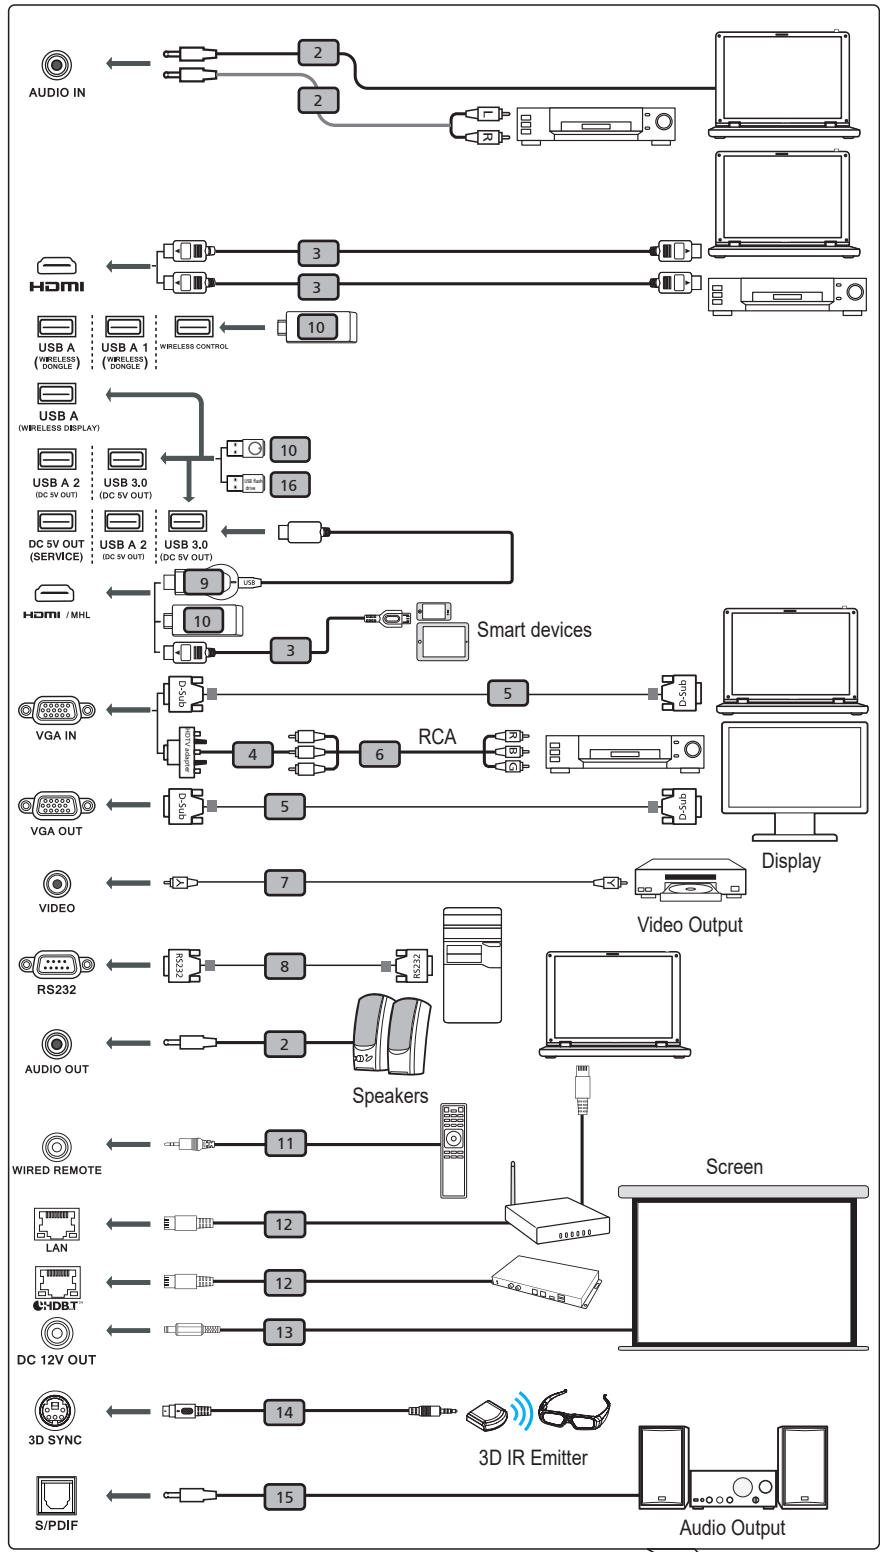 2
AUDIO IN
2
L
R
3
HDMI
3
10
USB A
(WIRELESS DONGLE)
USB A 1
(WIRELESS DONGLE)
WIRELESS CONTROL
USB A
(WIRELESS DISPLAY)
10
USB A 2
(DC 5V OUT)
USB 3.0
(DC 5V OUT)
USB flash
drive
16
DC 5V OUT
(SERVICE)
USB A 2
(DC 5V OUT)
USB 3.0
(DC 5V OUT)
9
USB
HDMI / MHL
10
Smart devices
3
D-Sub
5
D-Sub
VGA IN
HDTV adapter
4
6
RCA
R
B
G
D-Sub
5
D-Sub
VGA OUT
Display
Y
7
Y
VIDEO
Video Output
RS232
8
RS232
RS232
2
AUDIO OUT
Speakers
11
WIRED REMOTE
Screen
12
LAN
12
HDBT
13
DC 12V OUT
14
3D SYNC
3D IR Emitter
15
S/PDIF
Audio Output